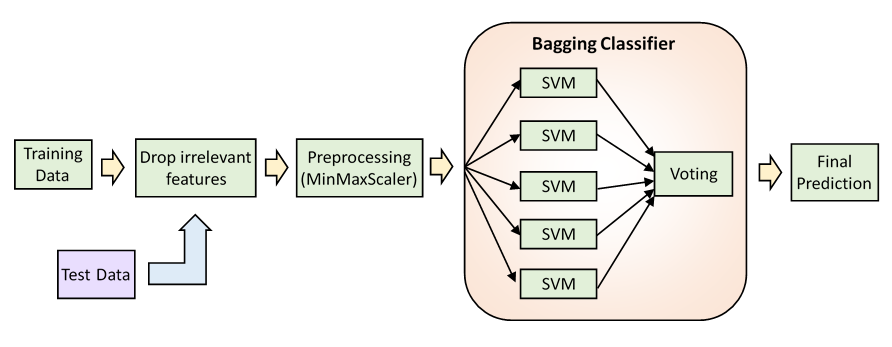 Training
Data
Drop irrelevant
features
Preprocessing
(MinMaxScaler)
Bagging Classifier
SVM
SVM
SVM
SVM
SVM
Voting
Final
Prediction
Test Data